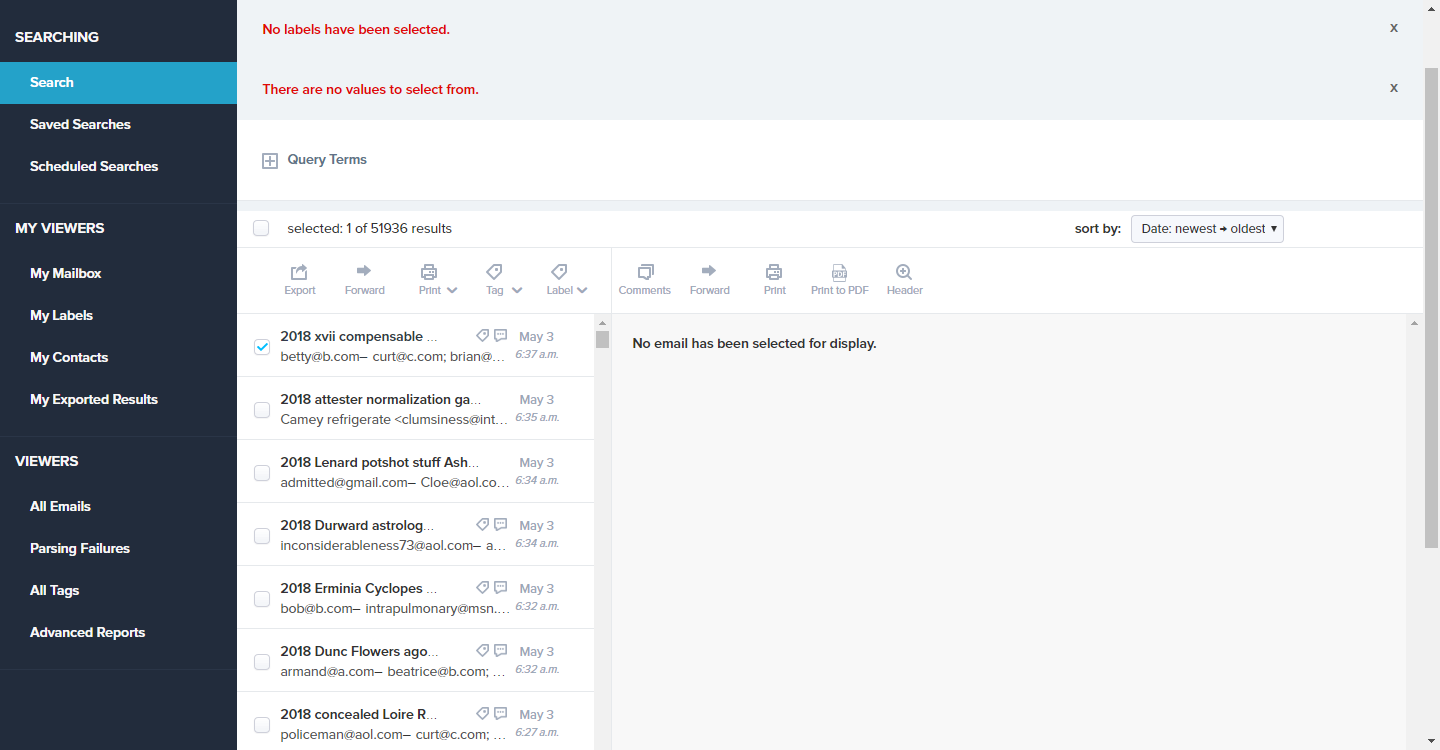 SEARCHING
Search
Saved Searches
Scheduled Searches
MY VIEWERS
My Mailbox
My Labels
My Contacts
My Exported Results
VIEWERS
All Emails
Parsing Failures
All Tags
Advanced Reports
No labels have been selected. x
There are no values to select from. x
Query Terms
selected: 1 of 51936 results sort by: Date: newest → oldest
Export Forward Print Tag Label
Comments Forward Print Print to PDF Header
2018 xvii compensable ... May 3
betty@b.com– curt@c.com; brian@... 6:37 a.m.
2018 attester normalization ga... May 3
Camey refrigerate <clumsiness@int... 6:35 a.m.
2018 Lenard potshot stuff Ash... May 3
admitted@gmail.com– Cloe@aol.co... 6:34 a.m.
2018 Durward astrolog... May 3
inconsiderableness73@aol.com– a... 6:34 a.m.
2018 Erminia Cyclopes ... May 3
bob@b.com– intrapulmonary@msn.... 6:32 a.m.
2018 Dunc Flowers ago... May 3
armand@a.com– beatrice@b.com; ... 6:32 a.m.
2018 concealed Loire R... May 3
policeman@aol.com– curt@c.com; ... 6:27 a.m.
No email has been selected for display.